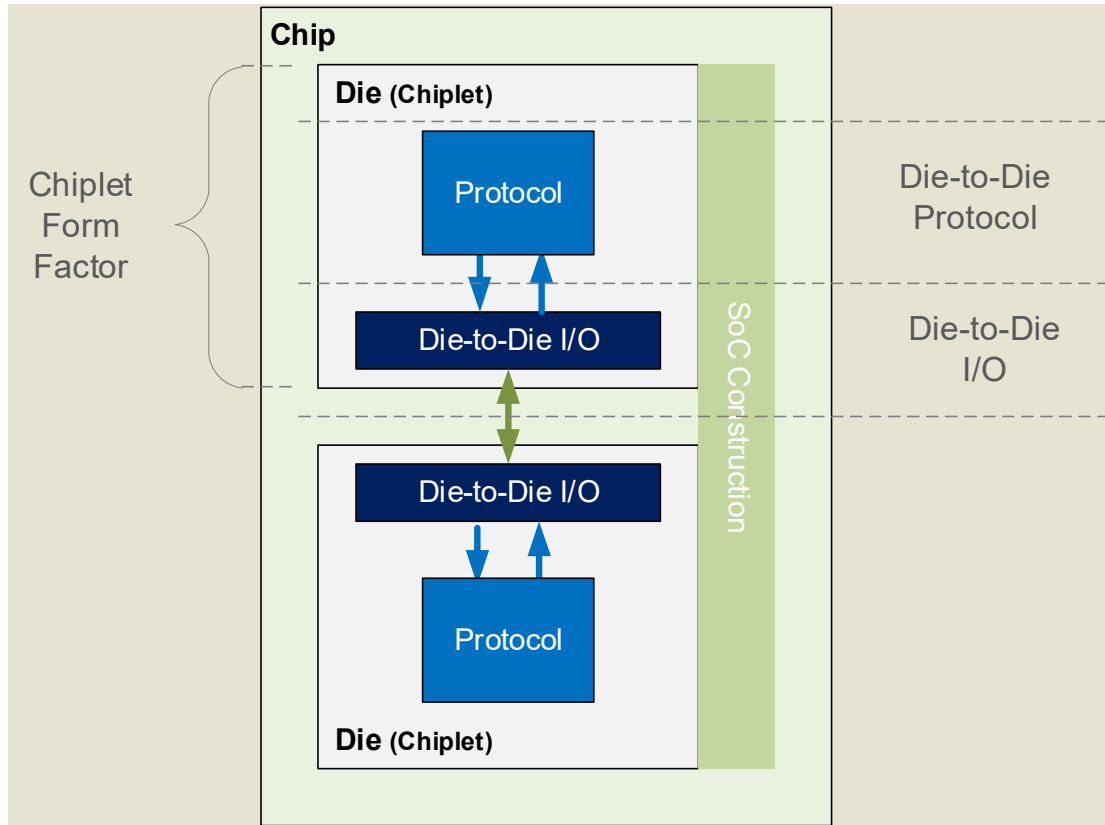 Chip
Die (Chiplet)
Protocol
Die-to-Die I/O
Die-to-Die I/O
Protocol
Die (Chiplet)
SoC Construction
Chiplet
Form
Factor
Die-to-Die
Protocol
Die-to-Die
I/O